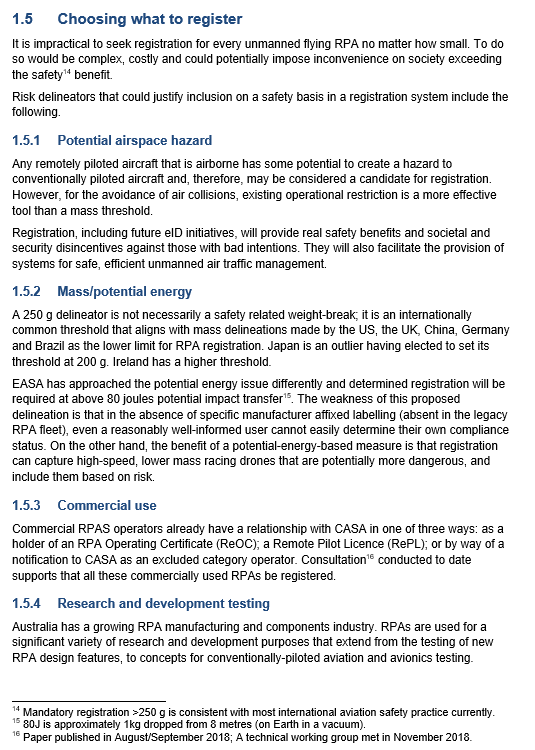 1.5 Choosing what to register
It is impractical to seek registration for every unmanned flying RPA no matter how small. To do
so would be complex, costly and could potentially impose inconvenience on society exceeding
the safety¹⁴ benefit.
Risk delineators that could justify inclusion on a safety basis in a registration system include the
following.
1.5.1 Potential airspace hazard
Any remotely piloted aircraft that is airborne has some potential to create a hazard to
conventionally piloted aircraft and, therefore, may be considered a candidate for registration.
However, for the avoidance of air collisions, existing operational restriction is a more effective
tool than a mass threshold.
Registration, including future eID initiatives, will provide real safety benefits and societal and
security disincentives against those with bad intentions. They will also facilitate the provision of
systems for safe, efficient unmanned air traffic management.
1.5.2 Mass/potential energy
A 250 g delineator is not necessarily a safety related weight-break; it is an internationally
common threshold that aligns with mass delineations made by the US, the UK, China, Germany
and Brazil as the lower limit for RPA registration. Japan is an outlier having elected to set its
threshold at 200 g. Ireland has a higher threshold.
EASA has approached the potential energy issue differently and determined registration will be
required at above 80 joules potential impact transfer¹⁵. The weakness of this proposed
delineation is that in the absence of specific manufacturer affixed labelling (absent in the legacy
RPA fleet), even a reasonably well-informed user cannot easily determine their own compliance
status. On the other hand, the benefit of a potential-energy-based measure is that registration
can capture high-speed, lower mass racing drones that are potentially more dangerous, and
include them based on risk.
1.5.3 Commercial use
Commercial RPAS operators already have a relationship with CASA in one of three ways: as a
holder of an RPA Operating Certificate (ReOC); a Remote Pilot Licence (RePL); or by way of a
notification to CASA as an excluded category operator. Consultation¹⁶ conducted to date
supports that all these commercially used RPAs be registered.
1.5.4 Research and development testing
Australia has a growing RPA manufacturing and components industry. RPAs are used for a
significant variety of research and development purposes that extend from the testing of new
RPA design features, to concepts for conventionally-piloted aviation and avionics testing.
¹⁴ Mandatory registration >250 g is consistent with most international aviation safety practice currently.
¹⁵ 80J is approximately 1kg dropped from 8 metres (on Earth in a vacuum).
¹⁶ Paper published in August/September 2018; A technical working group met in November 2018.